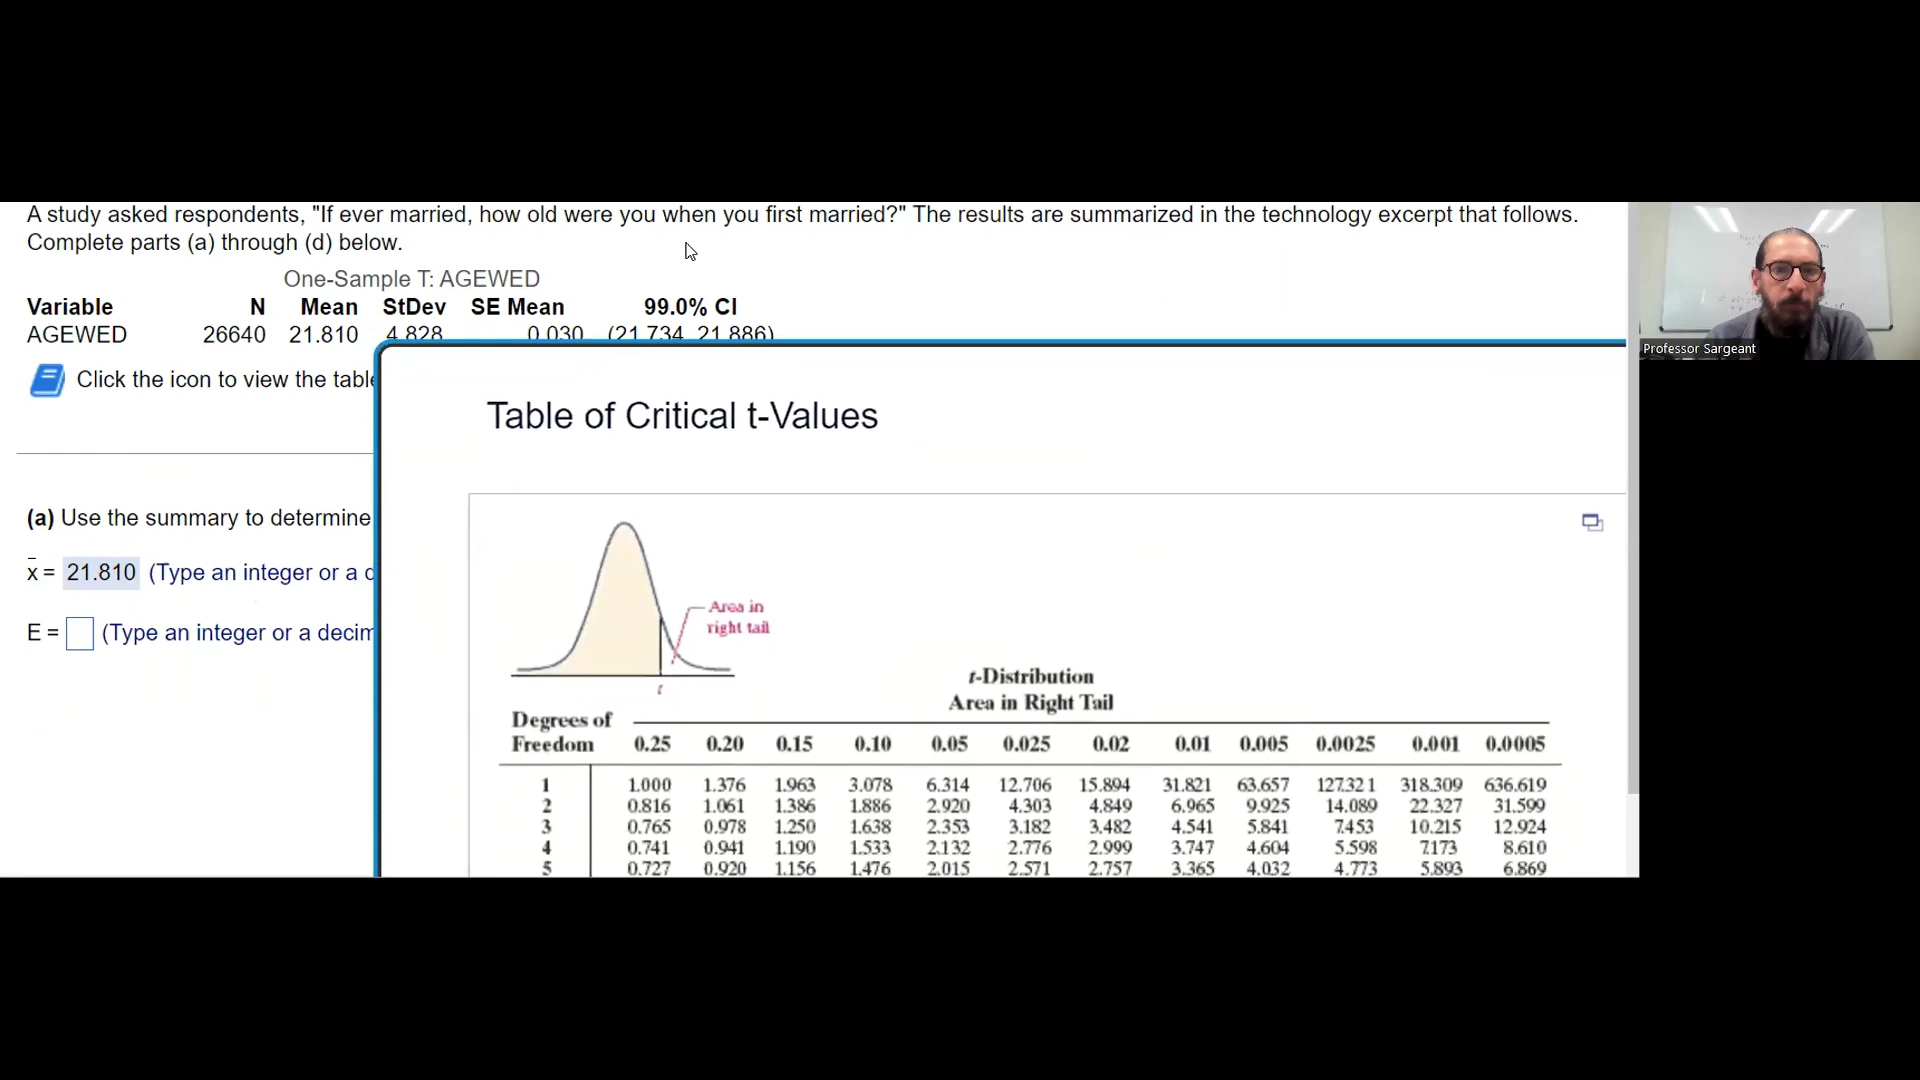 A study asked respondents, "If ever married, how old were you when you first married?" The results are summarized in the technology excerpt that follows.
Complete parts (a) through (d) below.
One-Sample T: AGEWED
Variable N Mean StDev SE Mean 99.0% CI
AGEWED 26640 21.810 4.828 0.030 (21.734, 21.886)
Click the icon to view the table
(a) Use the summary to determine
x̄ = 21.810 (Type an integer or a d
E = (Type an integer or a decim
Table of Critical t-Values
Area in
right tail
t
t-Distribution
Area in Right Tail
Degrees of
Freedom 0.25 0.20 0.15 0.10 0.05 0.025 0.02 0.01 0.005 0.0025 0.001 0.0005
1 1.000 1.376 1.963 3.078 6.314 12.706 15.894 31.821 63.657 127.321 318.309 636.619
2 0.816 1.061 1.386 1.886 2.920 4.303 4.849 6.965 9.925 14.089 22.327 31.599
3 0.765 0.978 1.250 1.638 2.353 3.182 3.482 4.541 5.841 7.453 10.215 12.924
4 0.741 0.941 1.190 1.533 2.132 2.776 2.999 3.747 4.604 5.598 7.173 8.610
5 0.727 0.920 1.156 1.476 2.015 2.571 2.757 3.365 4.032 4.773 5.893 6.869
Professor Sargeant